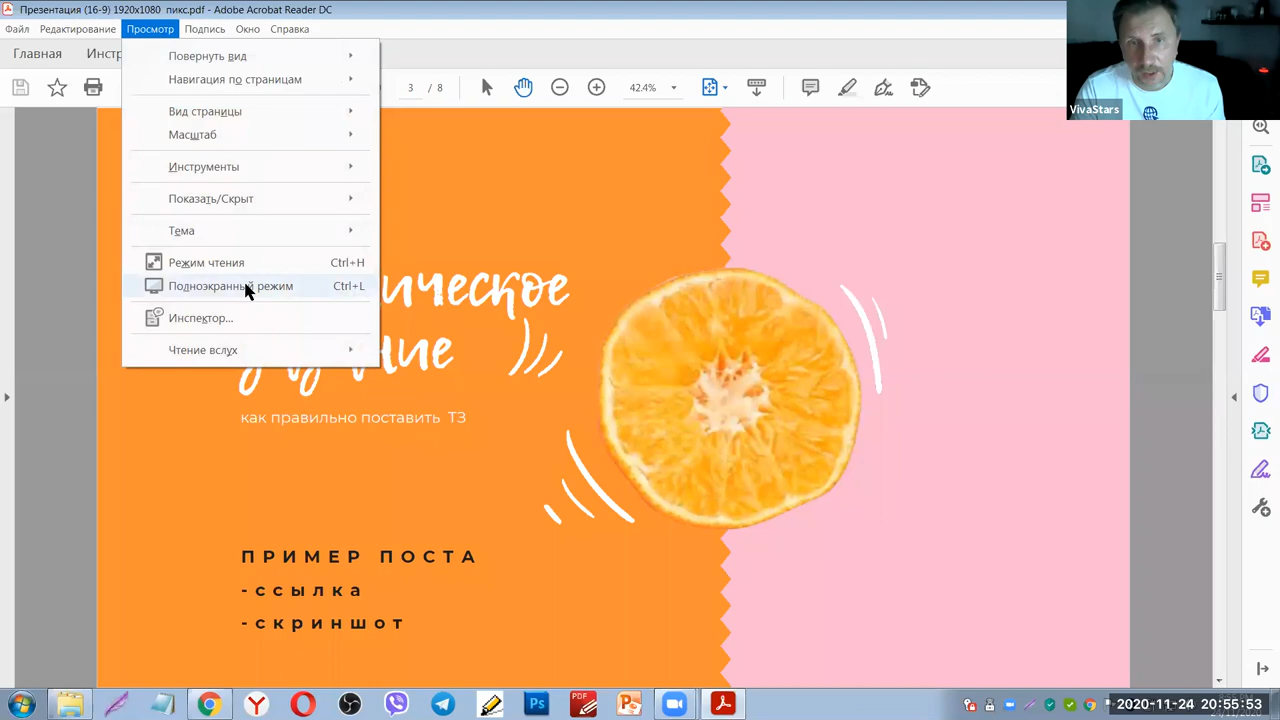 Презентация (16-9) 1920x1080 пикс.pdf - Adobe Acrobat Reader DC
Файл Редактирование Просмотр Подпись Окно Справка
Главная Инстр
3 / 8 42.4%
Повернуть вид
Навигация по страницам
Вид страницы
Масштаб
Инструменты
Показать/Скрыт
Тема
Режим чтения Ctrl+H
Полноэкранный режим Ctrl+L
Инспектор...
Чтение вслух
VivaStars
ическое
как правильно поставить ТЗ
ПРИМЕР ПОСТА
-ссылка
-скриншот
2020-11-24 20:55:53